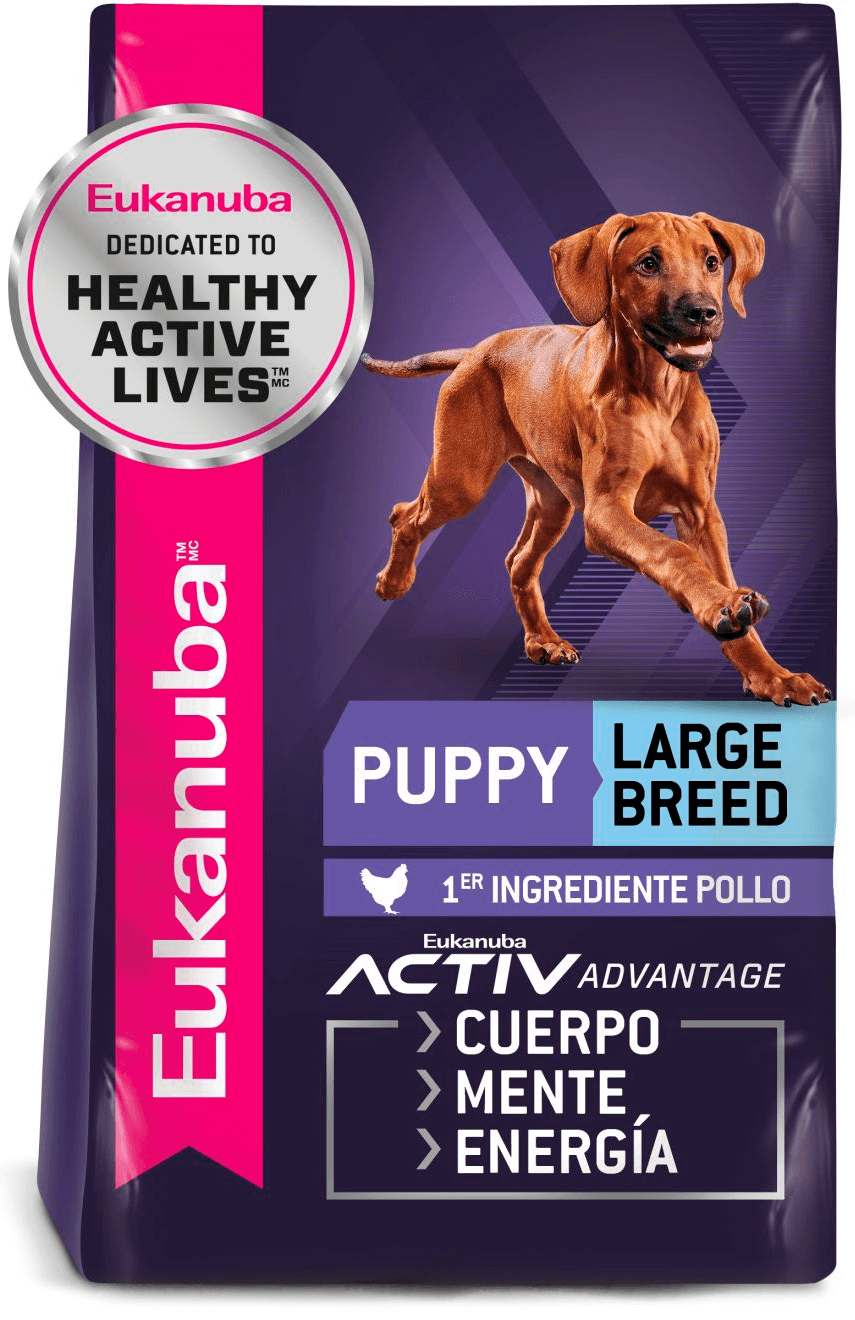 Eukanuba
DEDICATED TO
HEALTHY
ACTIVE
LIVES™MC
Eukanuba™MC
PUPPY
LARGE
BREED
1ER INGREDIENTE POLLO
Eukanuba
ACTIV ADVANTAGE
CUERPO
MENTE
ENERGÍA